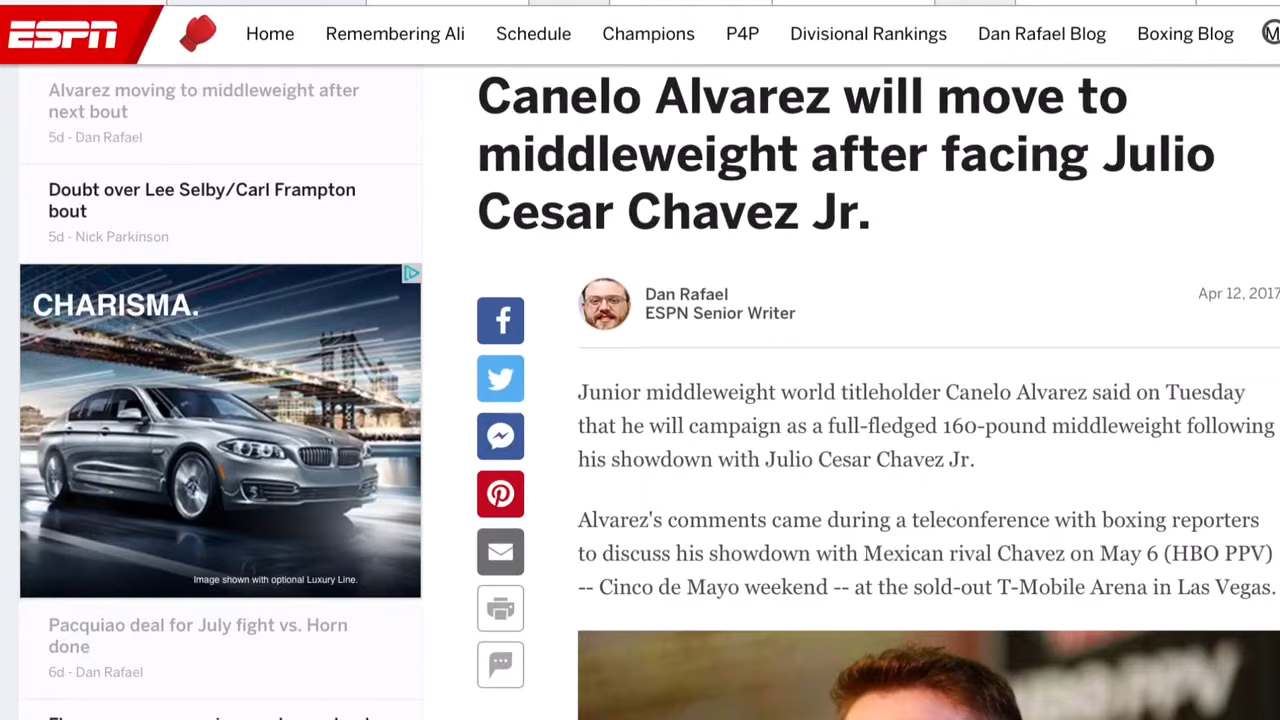 ESPN
Home Remembering Ali Schedule Champions P4P Divisional Rankings Dan Rafael Blog Boxing Blog
Alvarez moving to middleweight after
next bout
5d - Dan Rafael
Doubt over Lee Selby/Carl Frampton
bout
5d - Nick Parkinson
CHARISMA.
Image shown with optional Luxury Line.
Pacquiao deal for July fight vs. Horn
done
6d - Dan Rafael
Canelo Alvarez will move to
middleweight after facing Julio
Cesar Chavez Jr.
Dan Rafael
ESPN Senior Writer
Apr 12, 2017
Junior middleweight world titleholder Canelo Alvarez said on Tuesday
that he will campaign as a full-fledged 160-pound middleweight following
his showdown with Julio Cesar Chavez Jr.
Alvarez's comments came during a teleconference with boxing reporters
to discuss his showdown with Mexican rival Chavez on May 6 (HBO PPV)
-- Cinco de Mayo weekend -- at the sold-out T-Mobile Arena in Las Vegas.